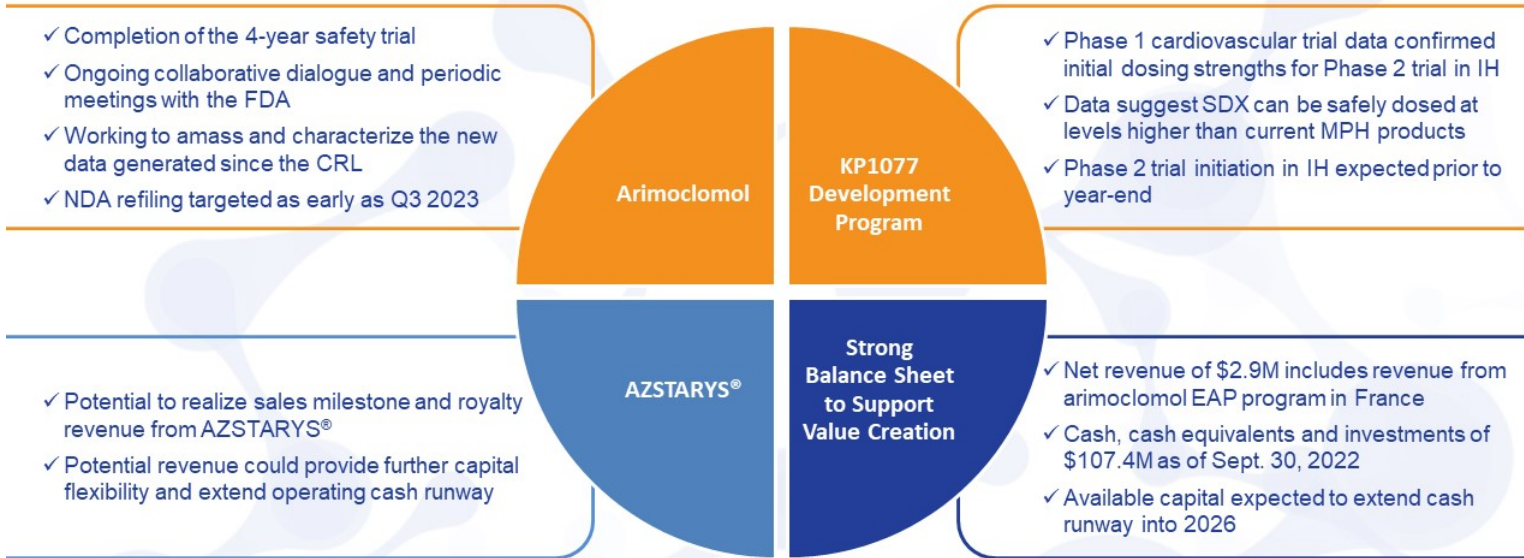 ✓ Completion of the 4-year safety trial
✓ Ongoing collaborative dialogue and periodic
meetings with the FDA
✓ Working to amass and characterize the new
data generated since the CRL
✓ NDA refiling targeted as early as Q3 2023
Arimoclomol
KP1077
Development
Program
✓ Phase 1 cardiovascular trial data confirmed
initial dosing strengths for Phase 2 trial in IH
✓ Data suggest SDX can be safely dosed at
levels higher than current MPH products
✓ Phase 2 trial initiation in IH expected prior to
year-end
✓ Potential to realize sales milestone and royalty
revenue from AZSTARYS®
✓ Potential revenue could provide further capital
flexibility and extend operating cash runway
AZSTARYS®
Strong
Balance Sheet
to Support
Value Creation
✓ Net revenue of $2.9M includes revenue from
arimoclomol EAP program in France
✓ Cash, cash equivalents and investments of
$107.4M as of Sept. 30, 2022
✓ Available capital expected to extend cash
runway into 2026